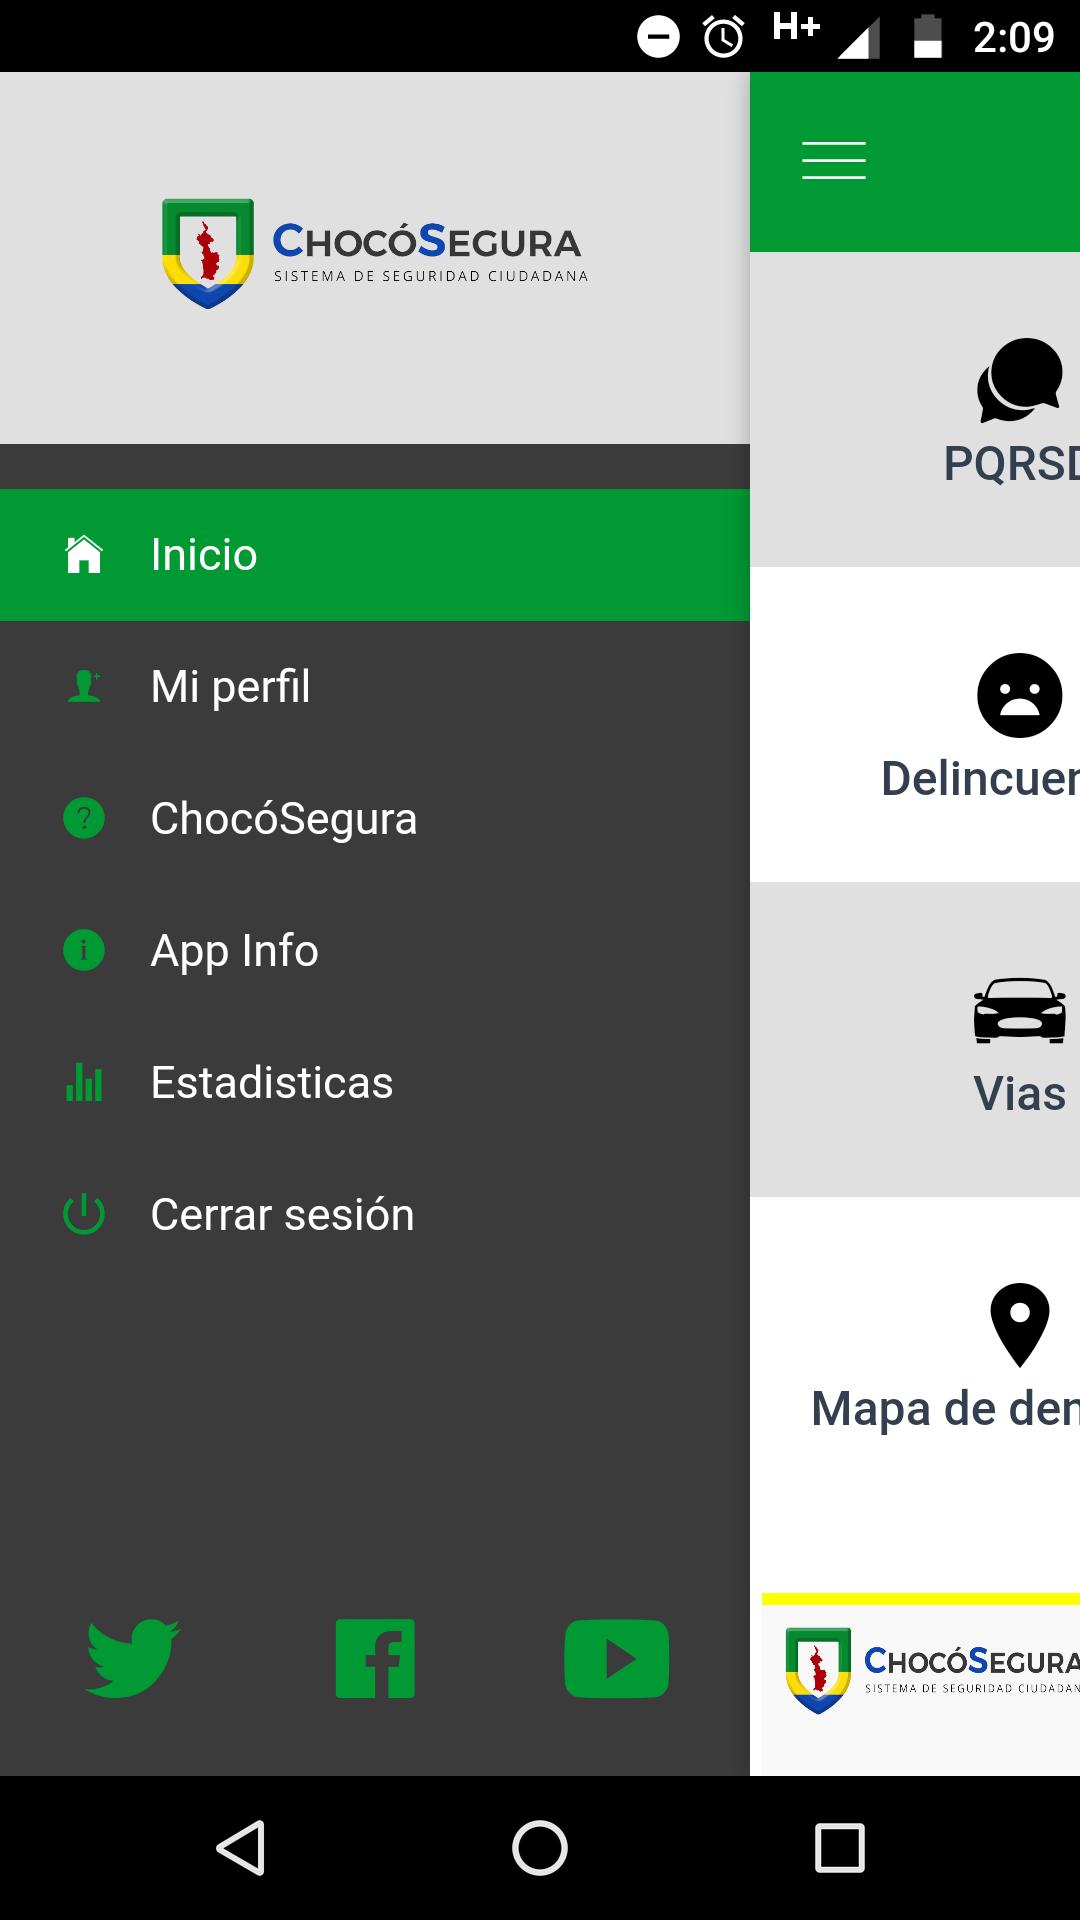 H+ 2:09
CHOCÓSEGURA
SISTEMA DE SEGURIDAD CIUDADANA
Inicio
Mi perfil
ChocóSegura
App Info
Estadisticas
Cerrar sesión
PQRSD
Delincuen
Vias
Mapa de den
CHOCÓSEGURA
SISTEMA DE SEGURIDAD CIUDADAN